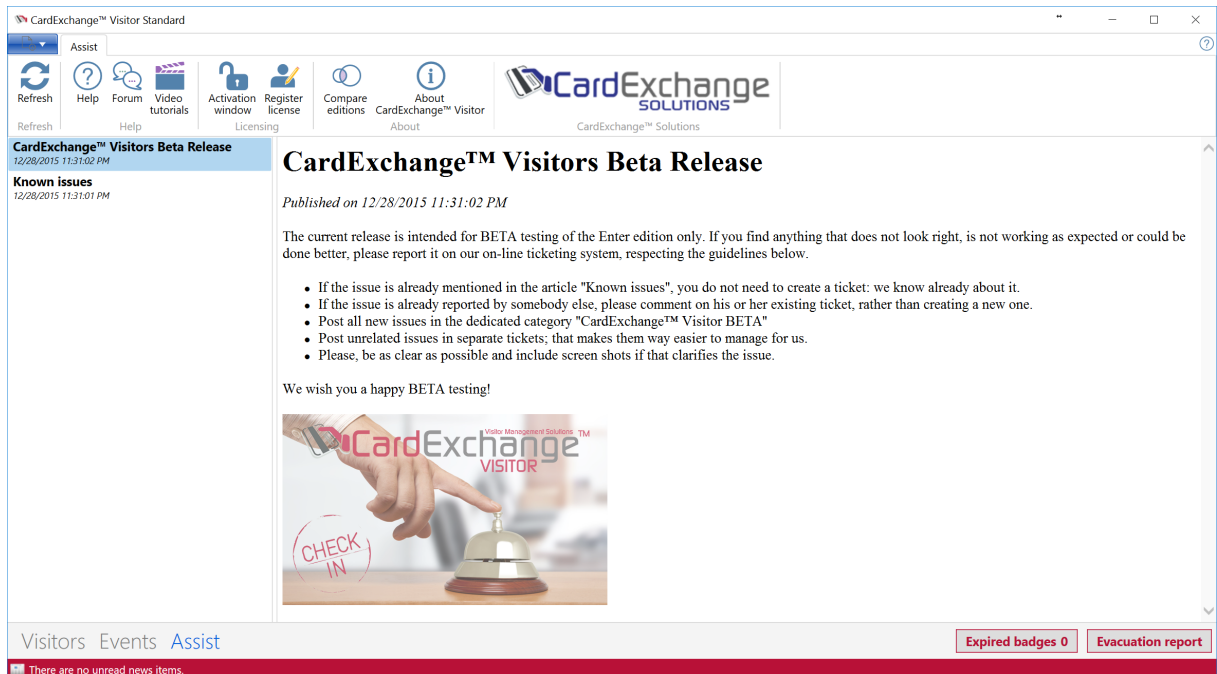 CardExchange™ Visitor Standard
Assist
Refresh
Help
Forum
Video
tutorials
Activation
window
Register
license
Compare
editions
About
CardExchange™ Visitor
CardExchange
SOLUTIONS
Refresh
Help
Licensing
About
CardExchange™ Solutions
CardExchange™ Visitors Beta Release
12/28/2015 11:31:02 PM
Known issues
12/28/2015 11:31:01 PM
CardExchange™ Visitors Beta Release
Published on 12/28/2015 11:31:02 PM
The current release is intended for BETA testing of the Enter edition only. If you find anything that does not look right, is not working as expected or could be
done better, please report it on our on-line ticketing system, respecting the guidelines below.
• If the issue is already mentioned in the article "Known issues", you do not need to create a ticket: we know already about it.
• If the issue is already reported by somebody else, please comment on his or her existing ticket, rather than creating a new one.
• Post all new issues in the dedicated category "CardExchange™ Visitor BETA"
• Post unrelated issues in separate tickets; that makes them way easier to manage for us.
• Please, be as clear as possible and include screen shots if that clarifies the issue.
We wish you a happy BETA testing!
Visitor Management Solutions ™
CardExchange
VISITOR
CHECK
IN
Visitors Events Assist
Expired badges 0
Evacuation report
There are no unread news items.